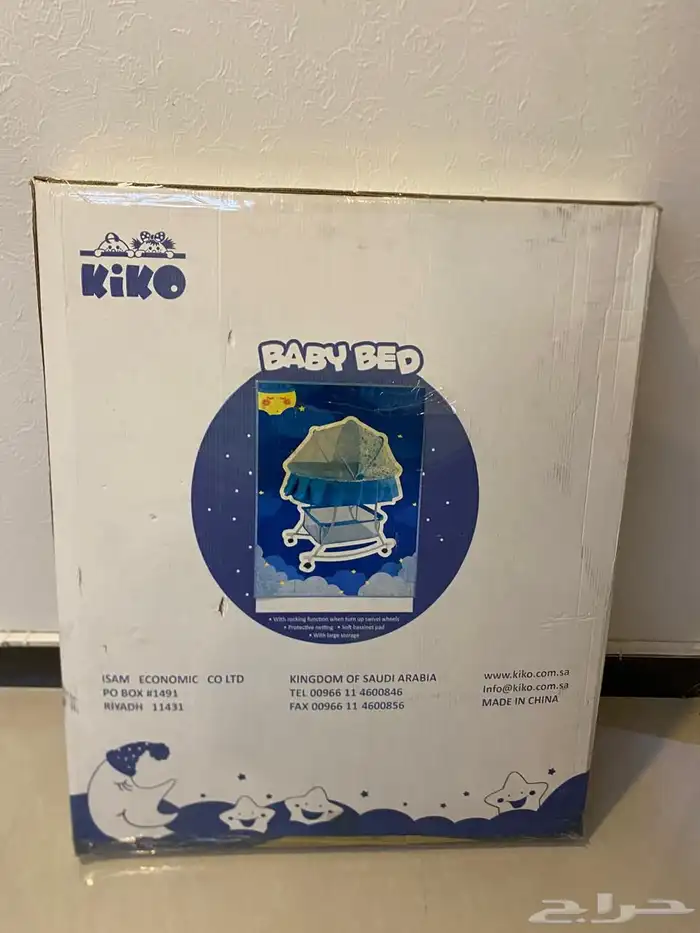 KiKO
BABY BED
• With rocking function when turn up swivel wheels
• Protective netting • Soft bassinet pad
• With large storage
ISAM ECONOMIC CO LTD
PO BOX #1491
RIYADH 11431
KINGDOM OF SAUDI ARABIA
TEL 00966 11 4600846
FAX 00966 11 4600856
www.kiko.com.sa
Info@kiko.com.sa
MADE IN CHINA
حراج